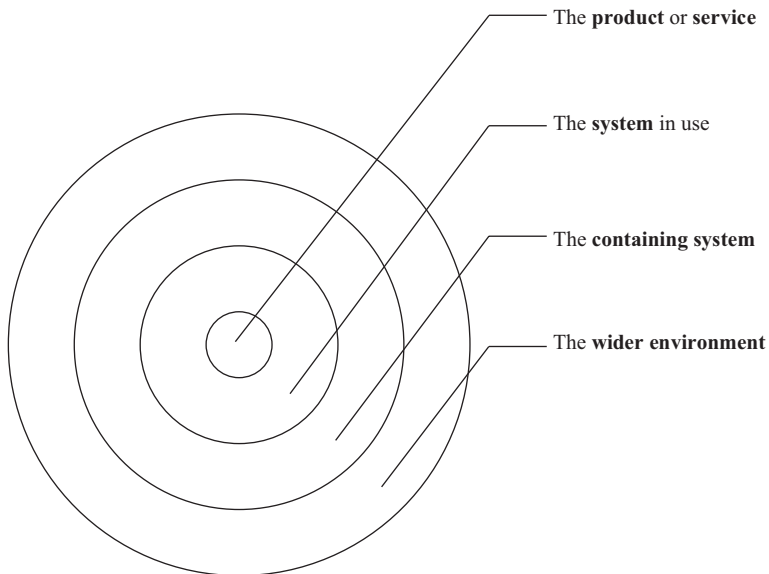 The product or service
The system in use
The containing system
The wider environment